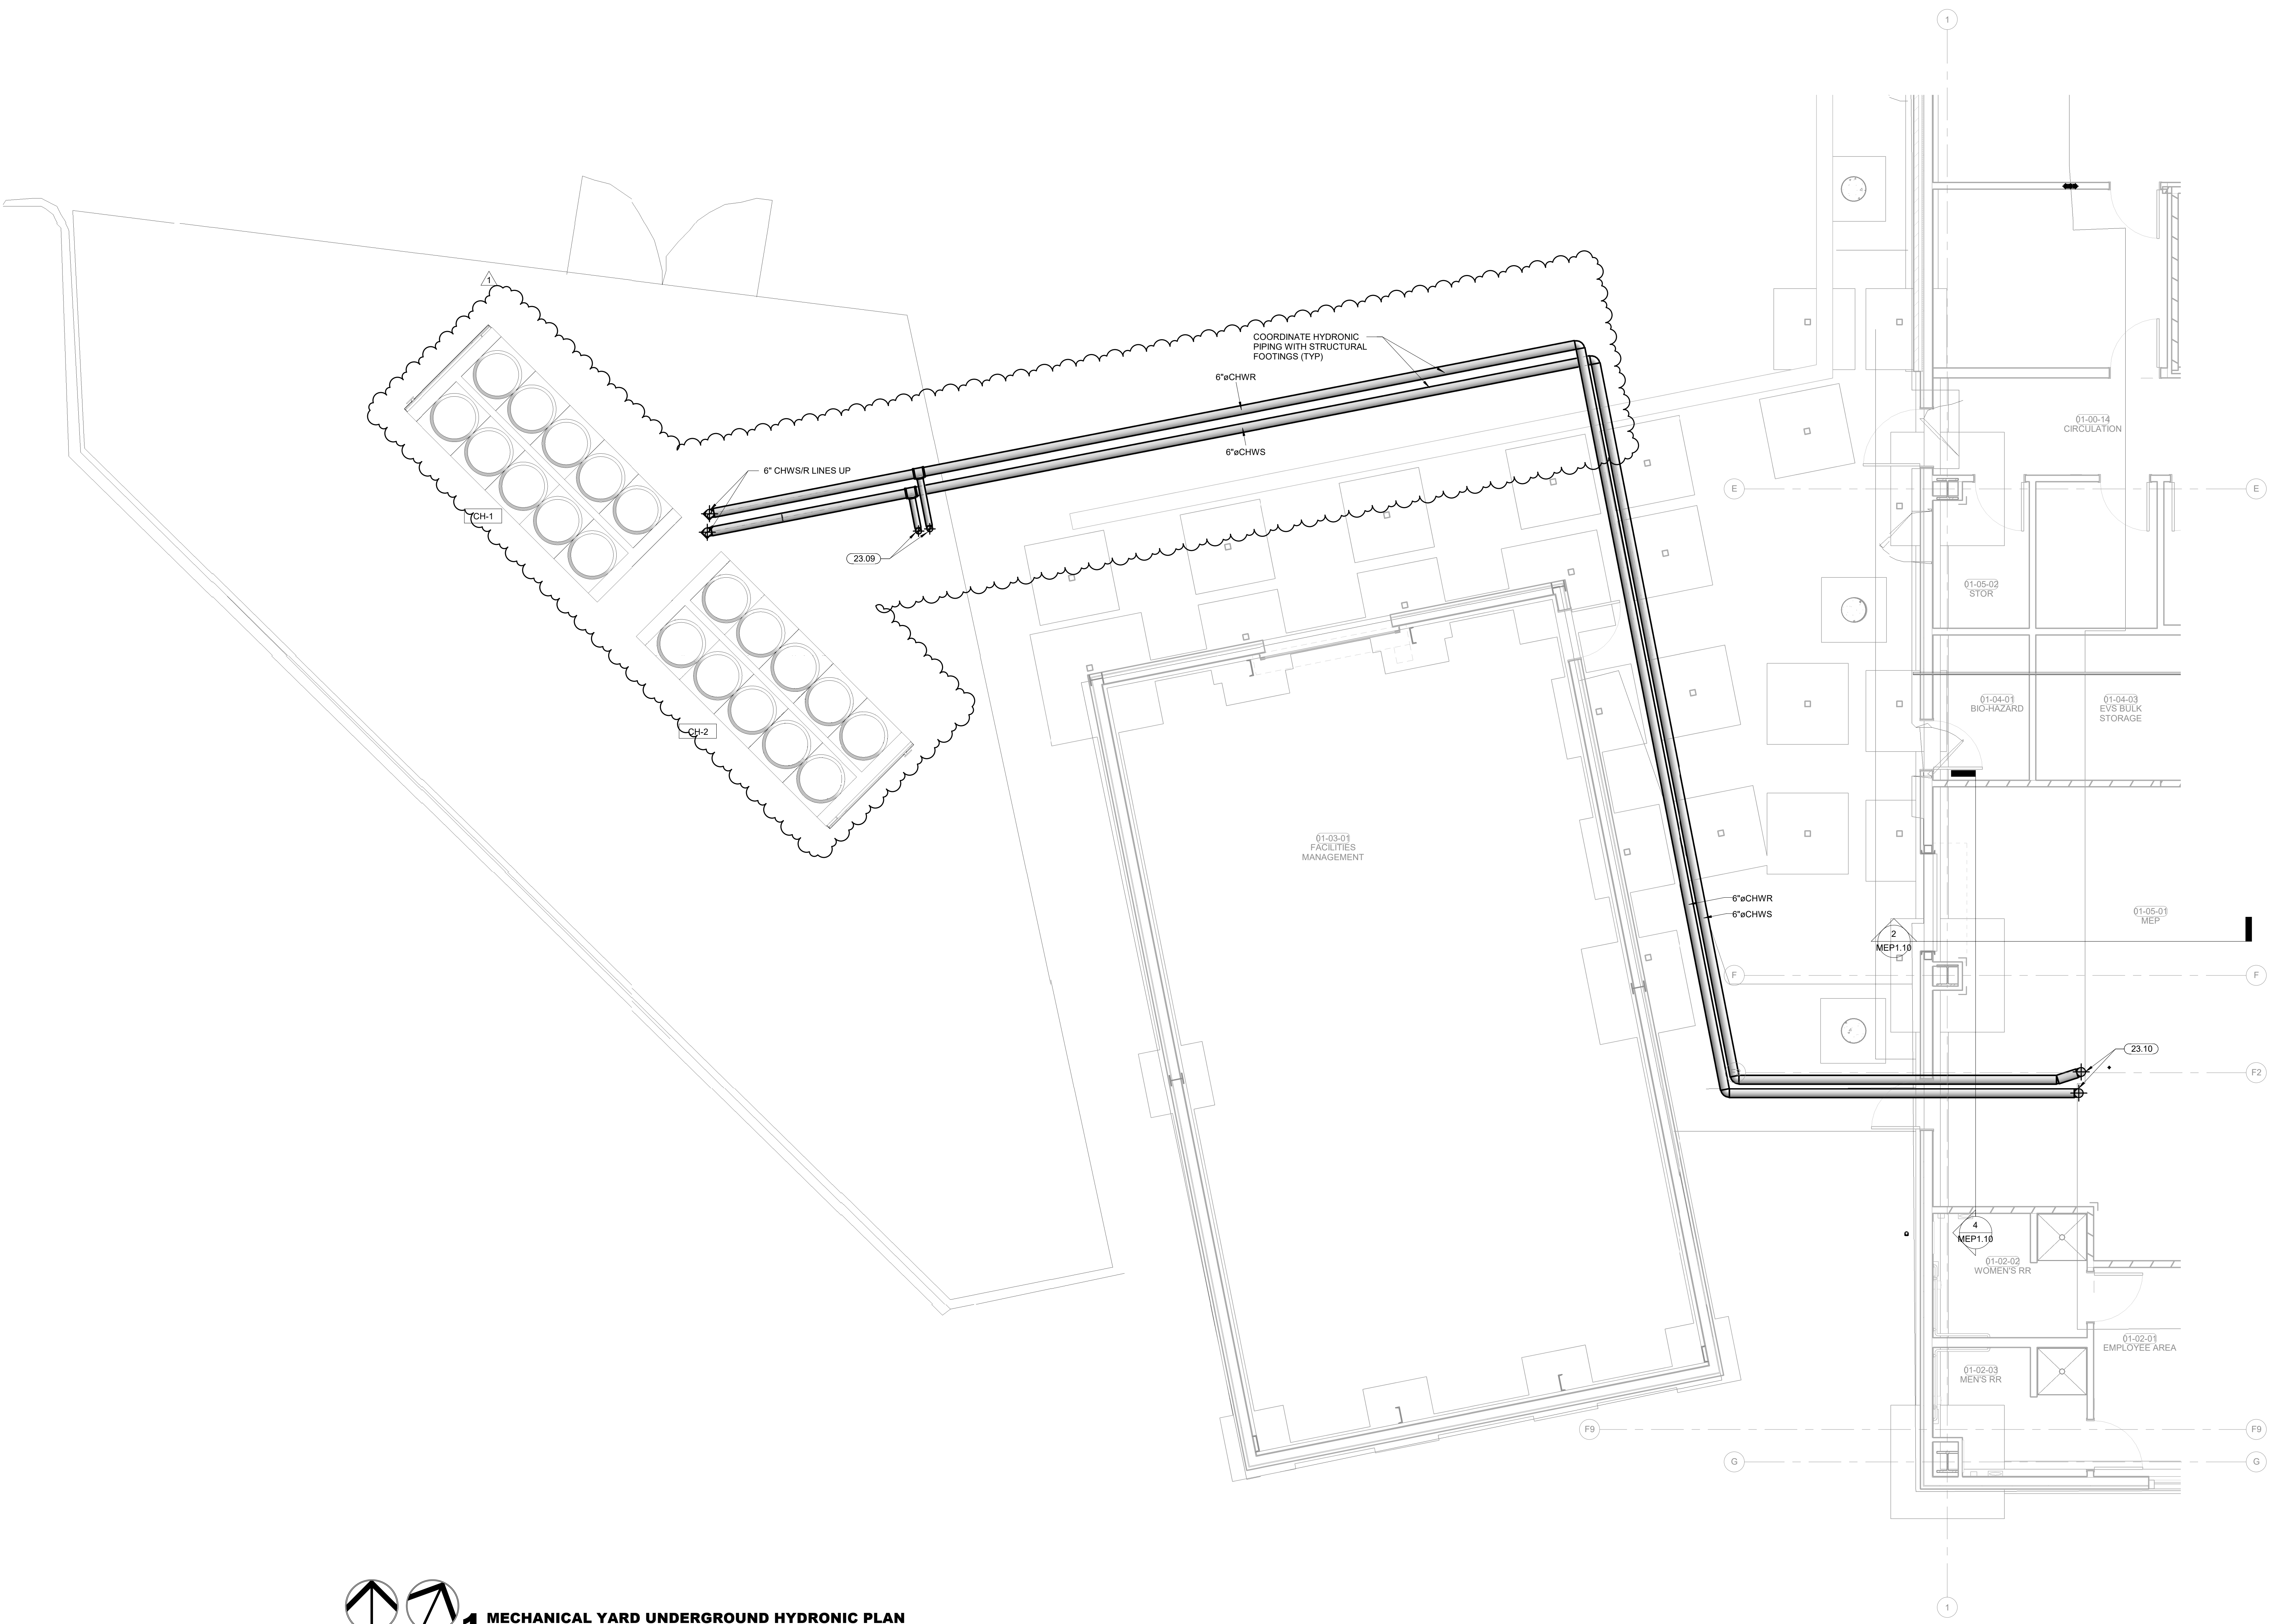 1
1
COORDINATE HYDRONIC
PIPING WITH STRUCTURAL
FOOTINGS (TYP)
6"øCHWR
6"øCHWS
6" CHWS/R LINES UP
23.09
CH-1
CH-2
01-00-14
CIRCULATION
E
E
01-05-02
STOR
01-04-01
BIO-HAZARD
01-04-03
EVS BULK
STORAGE
01-03-01
FACILITIES
MANAGEMENT
6"øCHWR
6"øCHWS
01-05-01
MEP
2
MEP1.10
F
F
23.10
F2
4
MEP1.10
01-02-02
WOMEN'S RR
01-02-01
EMPLOYEE AREA
01-02-03
MEN'S RR
F9
F9
G
G
1
1 MECHANICAL YARD UNDERGROUND HYDRONIC PLAN